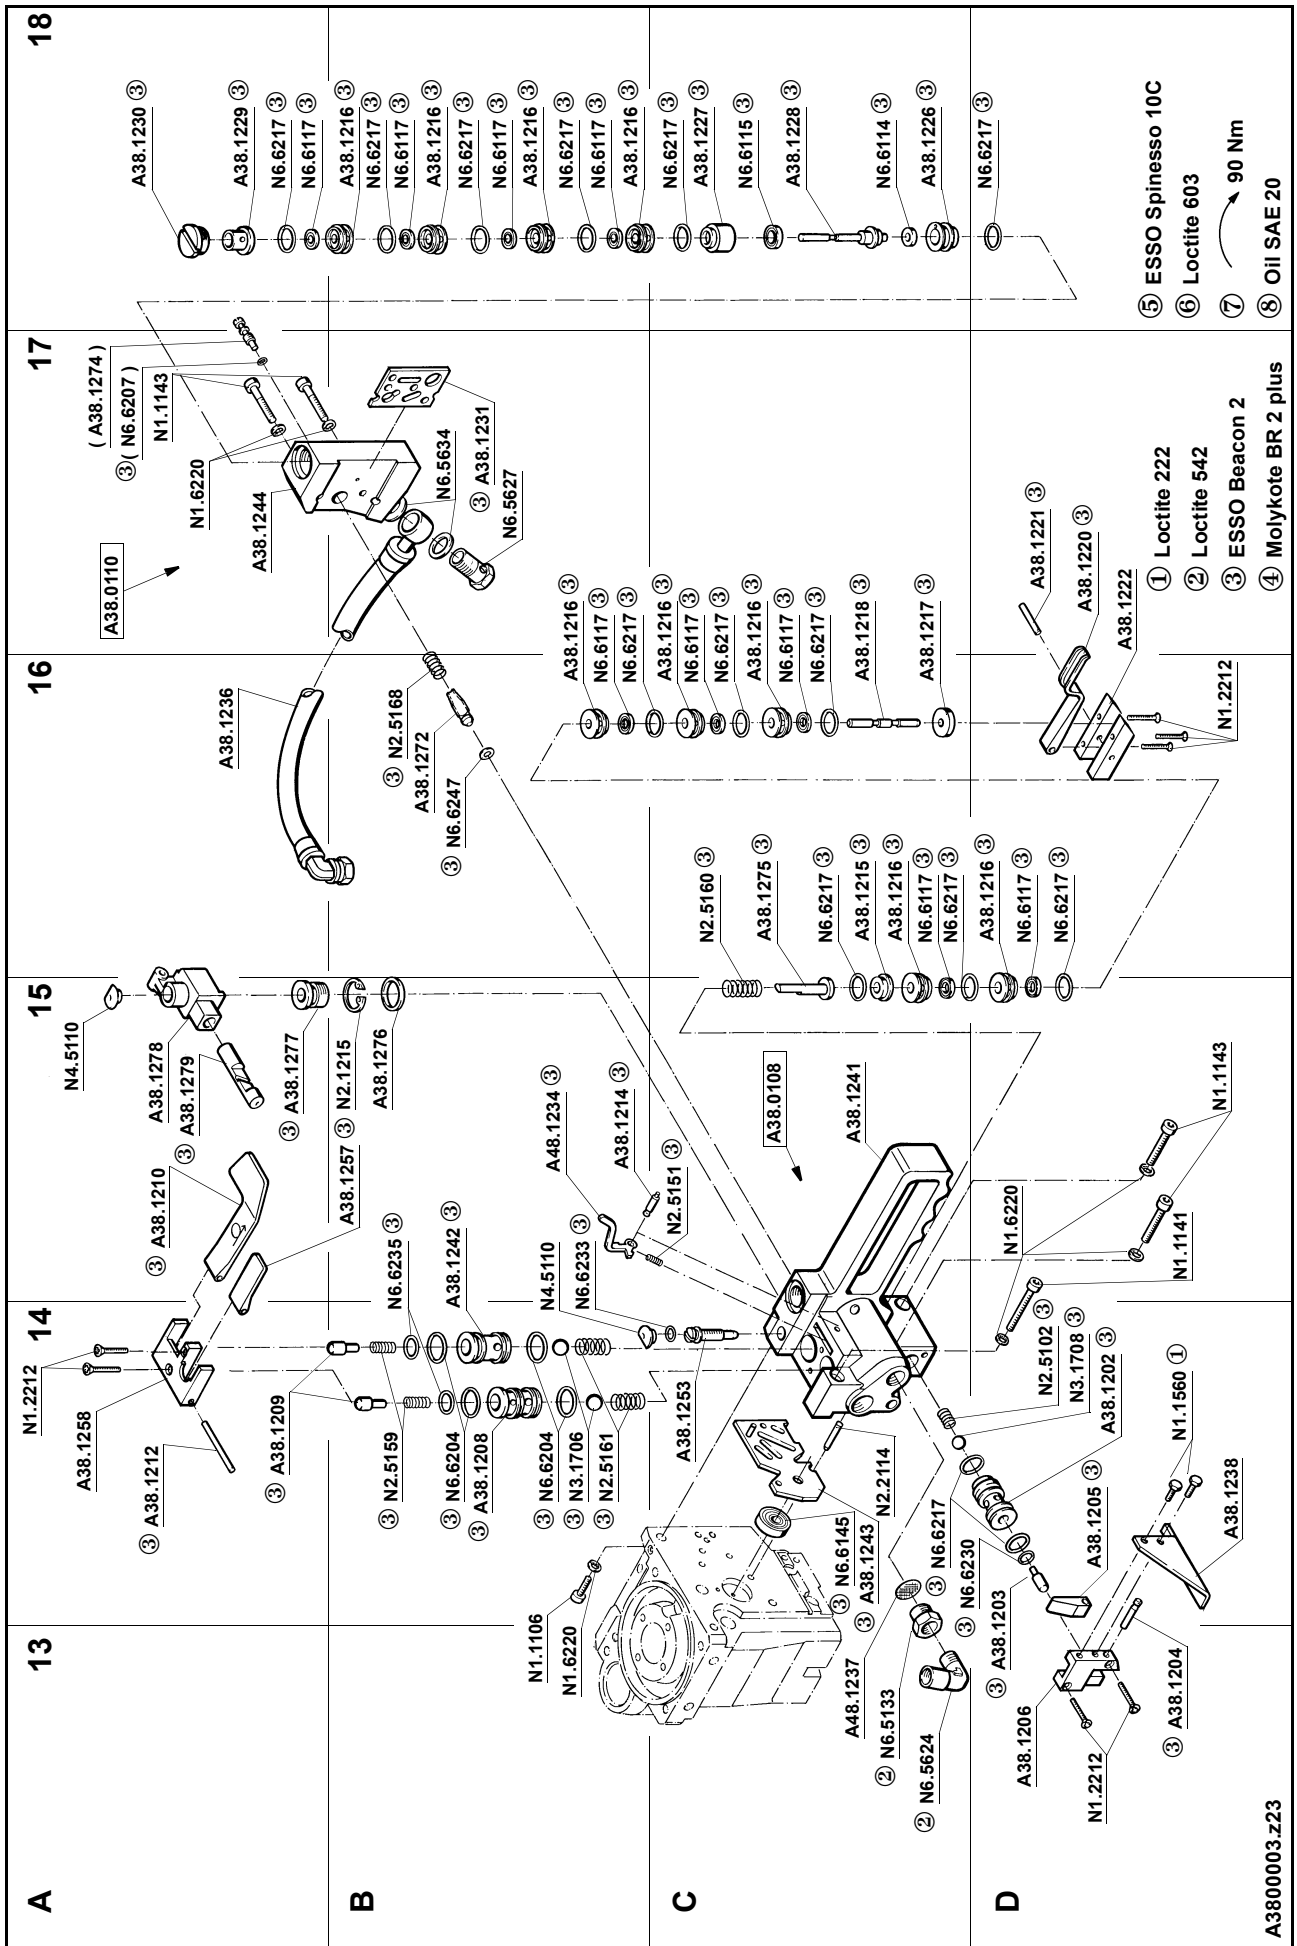 13
14
15
16
17
18
A
B
C
D
N1.2212
A38.1258
③ A38.1212
③ A38.1210
A38.1257 ③
N4.5110
A38.1278
③ A38.1279
③ A38.1277
N2.1215
A38.1276
③ A38.1209
③ N2.5159
N6.6235 ③
③ N6.6204
③ A38.1208
A38.1242 ③
③ N6.6204
③ N3.1706
③ N2.5161
N4.5110
N6.6233 ③
A38.1253
A48.1234 ③
A38.1214 ③
N2.5151 ③
A38.0108
A38.1241
N1.1106
N1.6220
③ N6.6145
③ A38.1243
N2.2114
A48.1237
② N6.5133
② N6.5624
③ N6.6217
③ N6.6230
③ A38.1203
A38.1206
N1.2212
③ A38.1204
A38.1205 ③
A38.1238
N1.1560 ①
A38.1202 ③
N3.1708 ③
N2.5102 ③
N1.1141
N1.6220
N1.1143
A38.1236
③ N2.5168
A38.1272
③ N6.6247
A38.0110
A38.1244
N1.6220
N1.1143
③ ( N6.6207 )
( A38.1274 )
N6.5634
③ A38.1231
N6.5627
N2.5160 ③
A38.1275 ③
N6.6217 ③
A38.1215 ③
A38.1216 ③
N6.6117 ③
N6.6217 ③
A38.1216 ③
N6.6117 ③
N6.6217 ③
A38.1216 ③
N6.6117 ③
N6.6217 ③
A38.1216 ③
N6.6117 ③
N6.6217 ③
A38.1216 ③
N6.6117 ③
N6.6217 ③
A38.1218 ③
A38.1217 ③
A38.1221 ③
A38.1220 ③
A38.1222
N1.2212
A38.1230 ③
A38.1229 ③
N6.6217 ③
N6.6117 ③
A38.1216 ③
N6.6217 ③
N6.6117 ③
A38.1216 ③
N6.6217 ③
N6.6117 ③
A38.1216 ③
N6.6217 ③
N6.6117 ③
A38.1216 ③
N6.6217 ③
A38.1227 ③
N6.6115 ③
A38.1228 ③
N6.6114 ③
A38.1226 ③
N6.6217 ③
① Loctite 222
② Loctite 542
③ ESSO Beacon 2
④ Molykote BR 2 plus
⑤ ESSO Spinesso 10C
⑥ Loctite 603
⑦ 90 Nm
⑧ Oil SAE 20
A3800003.z23